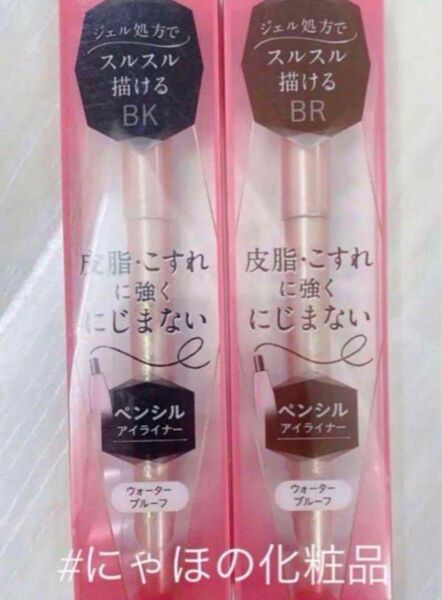 ジェル処方で
スルスル
描ける
BK
皮脂・こすれ
に強く
にじまない
ペンシル
アイライナー
ウォーター
プルーフ
ジェル処方で
スルスル
描ける
BR
皮脂・こすれ
に強く
にじまない
ペンシル
アイライナー
ウォーター
プルーフ
#にゃほの化粧品